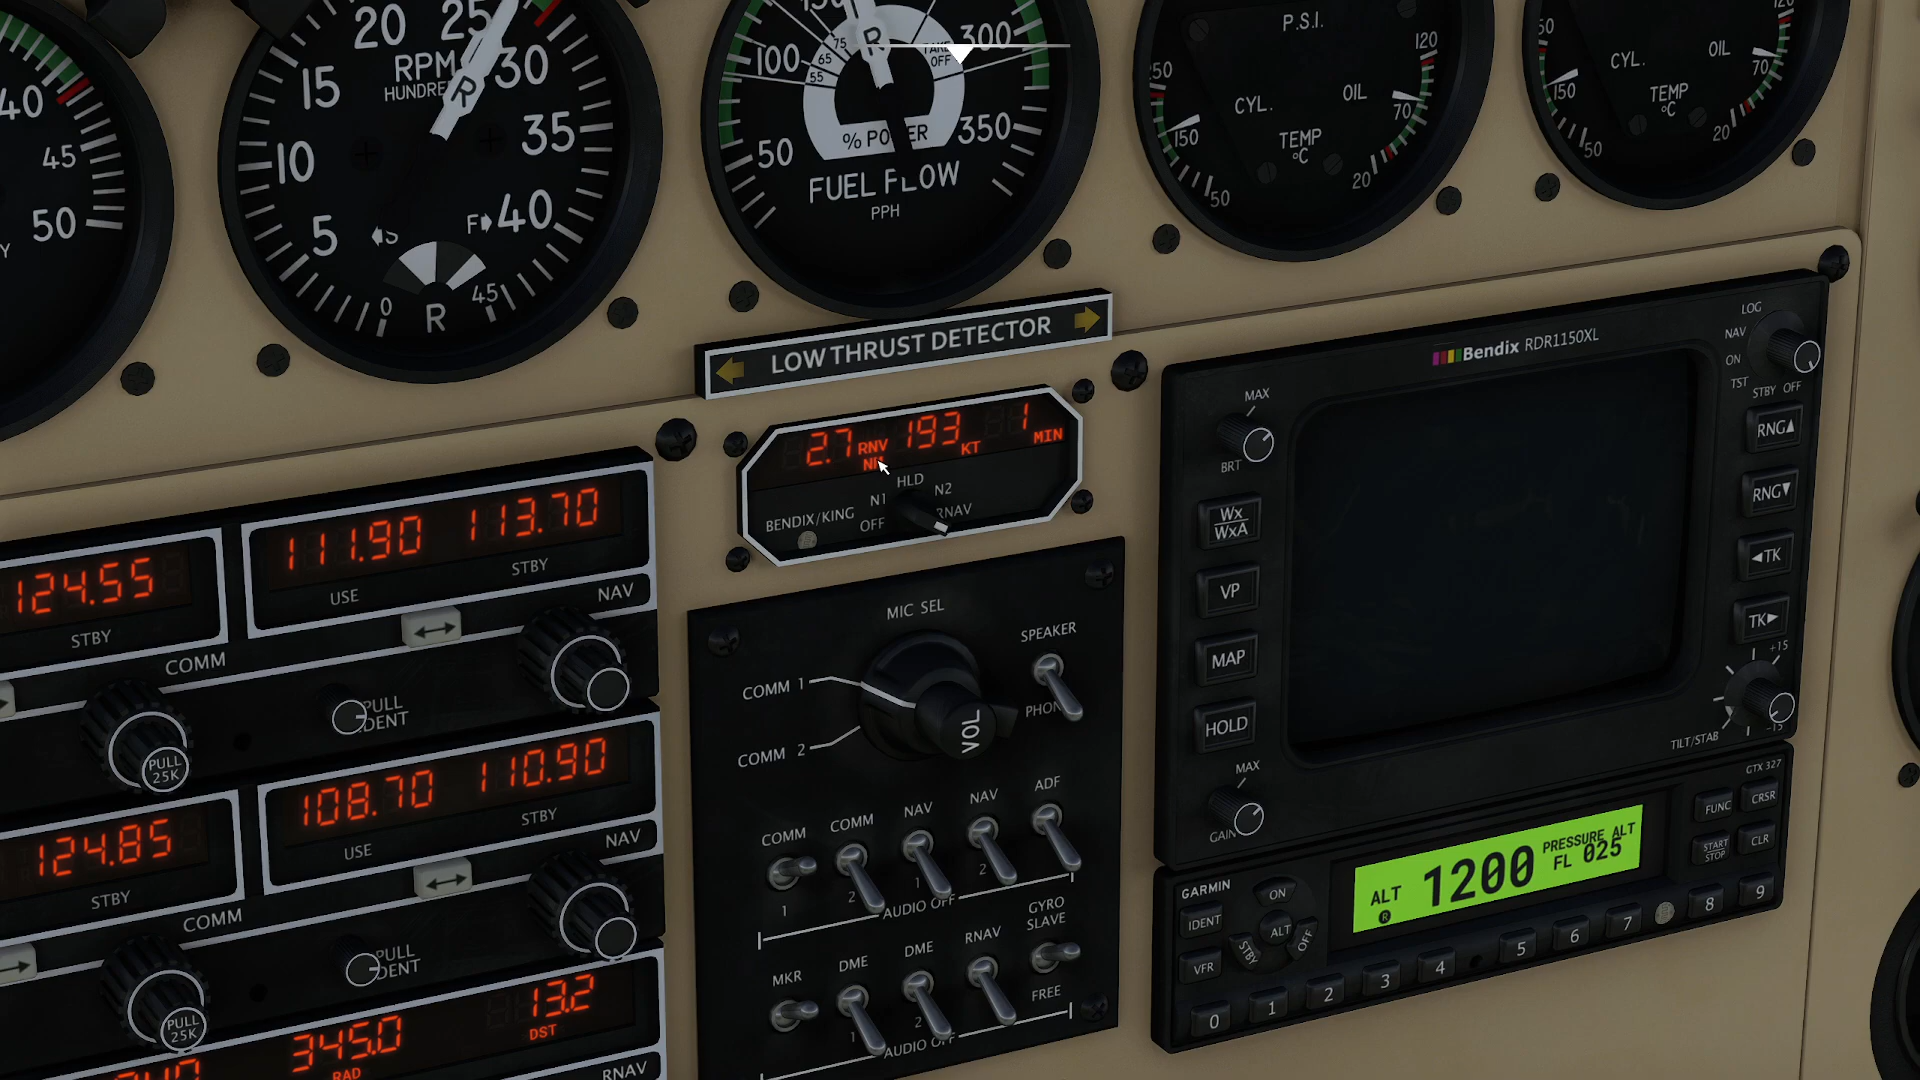 20 25
RPM 30
15
HUNDRE
R
10 35
5
S F 40
0 45
R
40
45
50
150
100 75 300
65 TAKE
55 OFF
R
% PO ER
50 350
FUEL FLOW
PPH
P.S.I.
120
250
CYL. OIL
70
150
TEMP
°C
20
50
50 120
CYL. OIL
70
150
TEMP
°C
20
50
LOW THRUST DETECTOR
2.7 RNV 193 KT 1 MIN
HLD
N1 N2
BENDIX/KING OFF RNAV
124.55
STBY
COMM
111.90 113.70
USE STBY
NAV
PULL
25K
PULL
IDENT
124.85
STBY
COMM
108.70 110.90
USE STBY
NAV
PULL
25K
PULL
IDENT
345.0 13.2
RAD DST
RNAV
MIC SEL
SPEAKER
COMM 1
PHON
VOL
COMM 2
COMM COMM NAV NAV ADF
1 2 1 2
AUDIO OFF
MKR DME DME RNAV GYRO
SLAVE
1 2 FREE
AUDIO OFF
Bendix RDR1150XL
LOG
NAV
ON
TST STBY OFF
MAX
BRT
RNG
Wx
WxA
RNG
VP
TK
MAP
TK
HOLD
+15
-15
TILT/STAB
MAX
GAIN
GTX 327
GARMIN
IDENT
VFR
ON
ALT
STBY OFF
ALT R 1200 PRESSURE ALT
FL 025
FUNC CRSR
START
STOP CLR
0 1 2 3 4 5 6 7 8 9